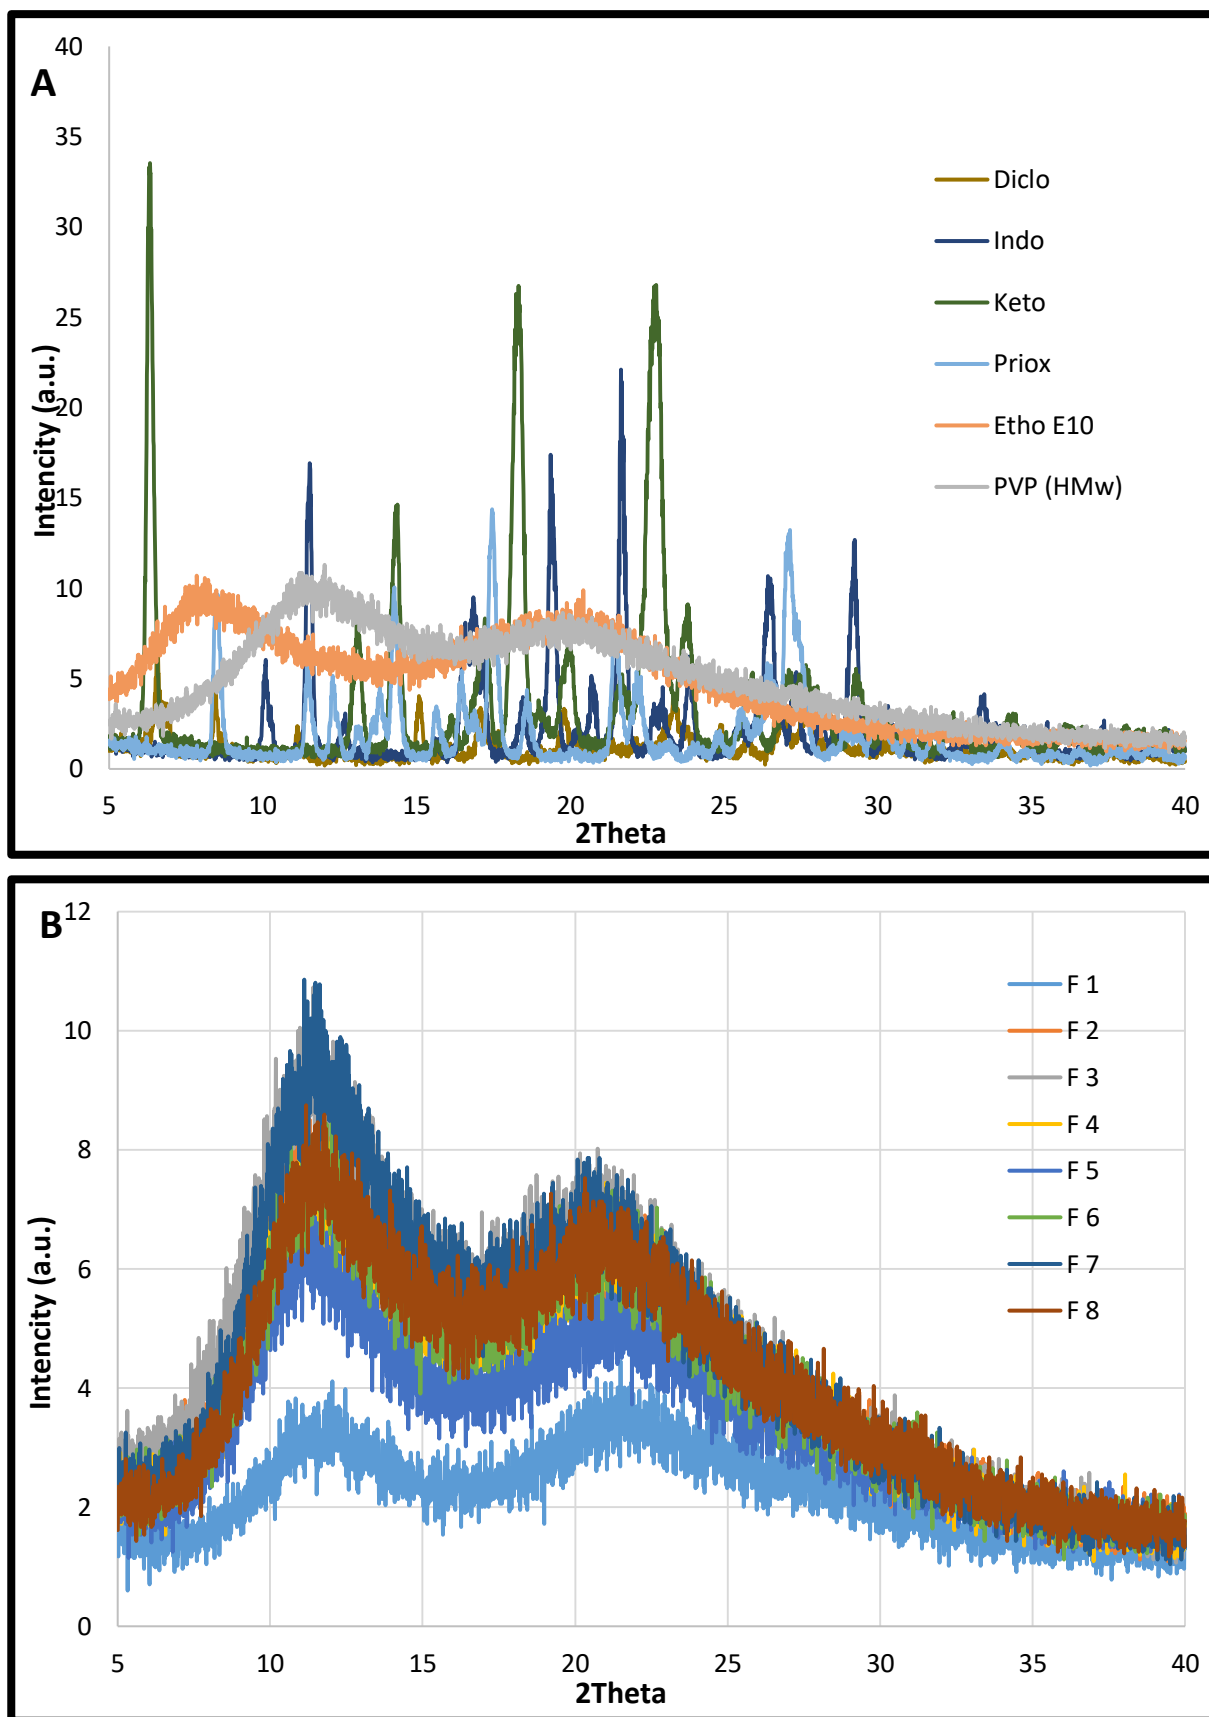 A
40
35
30
25
20
15
10
5
0
Intencity (a.u.)
Diclo
Indo
Keto
Priox
Etho E10
PVP (HMw)
5 10 15 20 25 30 35 40
2Theta
B
12
10
8
6
4
2
0
Intencity (a.u.)
F 1
F 2
F 3
F 4
F 5
F 6
F 7
F 8
5 10 15 20 25 30 35 40
2Theta